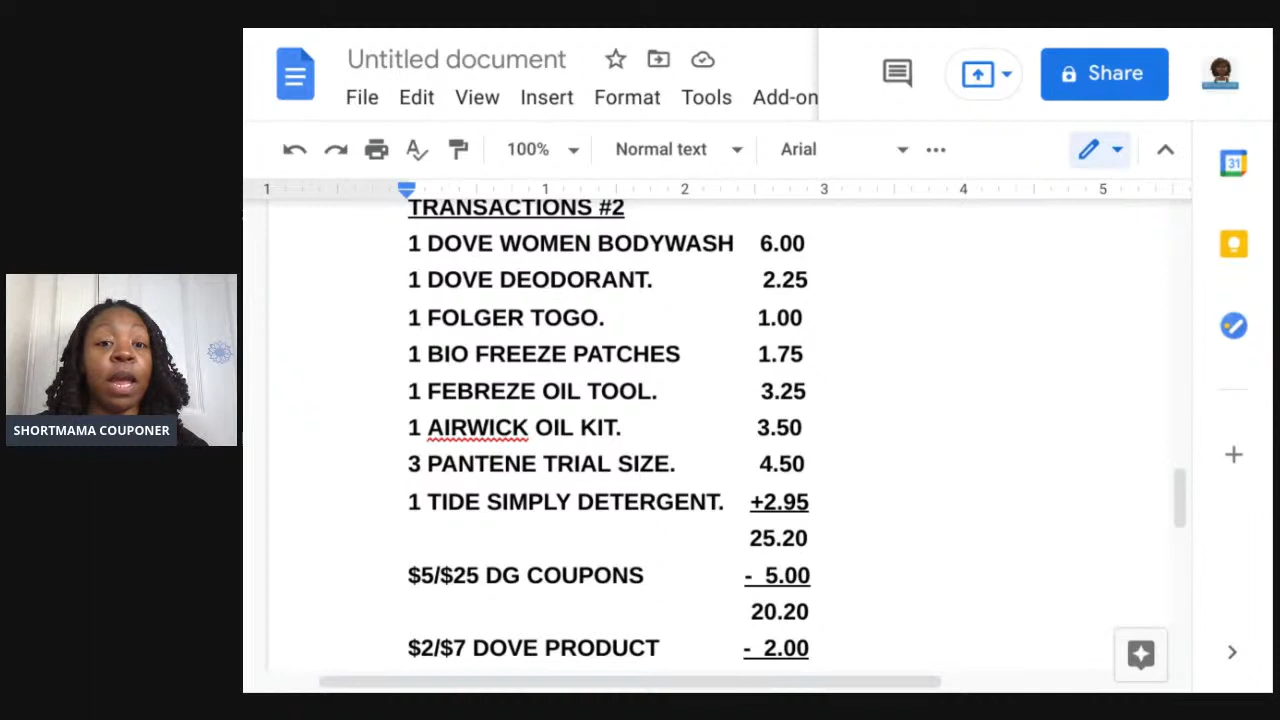 Untitled document
Share
File Edit View Insert Format Tools Add-on
100% Normal text Arial
1 1 2 3 4 5
31
TRANSACTIONS #2
1 DOVE WOMEN BODYWASH 6.00
1 DOVE DEODORANT. 2.25
1 FOLGER TOGO. 1.00
1 BIO FREEZE PATCHES 1.75
1 FEBREZE OIL TOOL. 3.25
1 AIRWICK OIL KIT. 3.50
3 PANTENE TRIAL SIZE. 4.50
1 TIDE SIMPLY DETERGENT. +2.95
25.20
$5/$25 DG COUPONS - 5.00
20.20
$2/$7 DOVE PRODUCT - 2.00
SHORTMAMA COUPONER